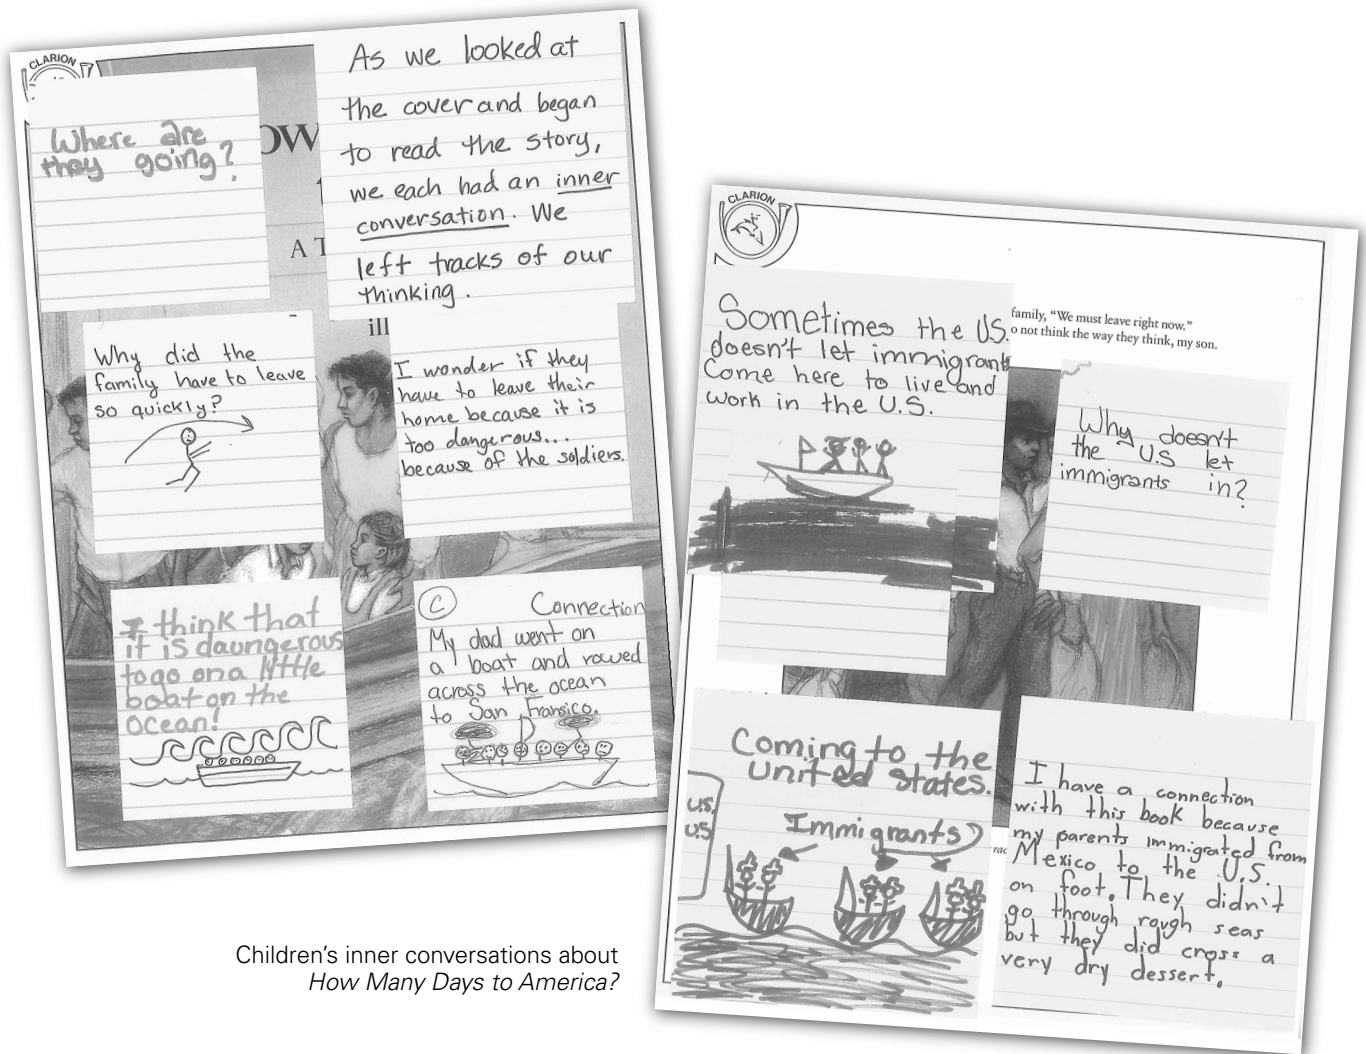 CLARION
Where are
they going?
OW
A T
ill
As we looked at
the cover and began
to read the story,
we each had an inner
conversation. We
left tracks of our
thinking.
Why did the
family have to leave
so quickly?
I wonder if they
have to leave their
home because it is
too dangerous...
because of the soldiers.
I think that
it is daungerous
to go on a little
boat on the
ocean!
C Connection
My dad went on
a boat and rowed
across the ocean
to San Fransico.
CLARION
family, “We must leave right now.”
o not think the way they think, my son.
Sometimes the U.S.
doesn't let immigrants
Come here to live and
work in the U.S.
Why doesn't
the U.S let
immigrants in?
Coming to the
united states.
U.S.
U.S
Immigrants
I have a connection
with this book because
my parents immigrated from
Mexico to the U.S.
on foot. They didn't
go through rough seas
but they did cross a
very dry dessert.
Children's inner conversations about
How Many Days to America?